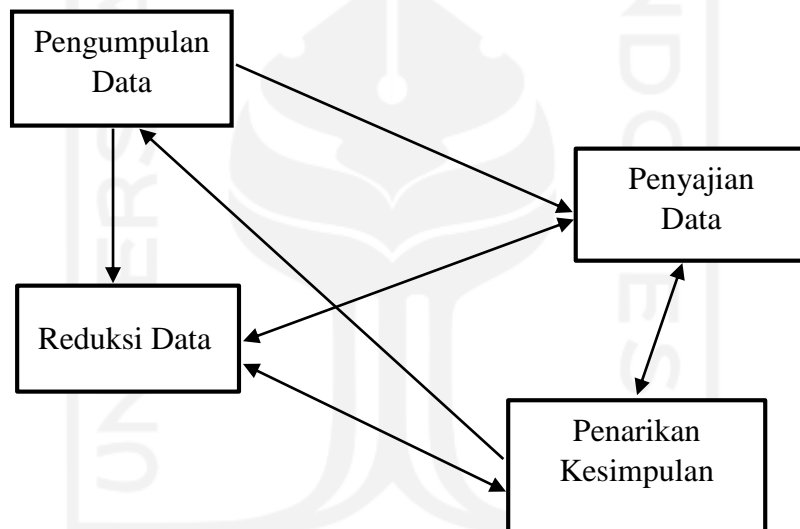 Pengumpulan
Data
Penyajian
Data
Reduksi Data
Penarikan
Kesimpulan